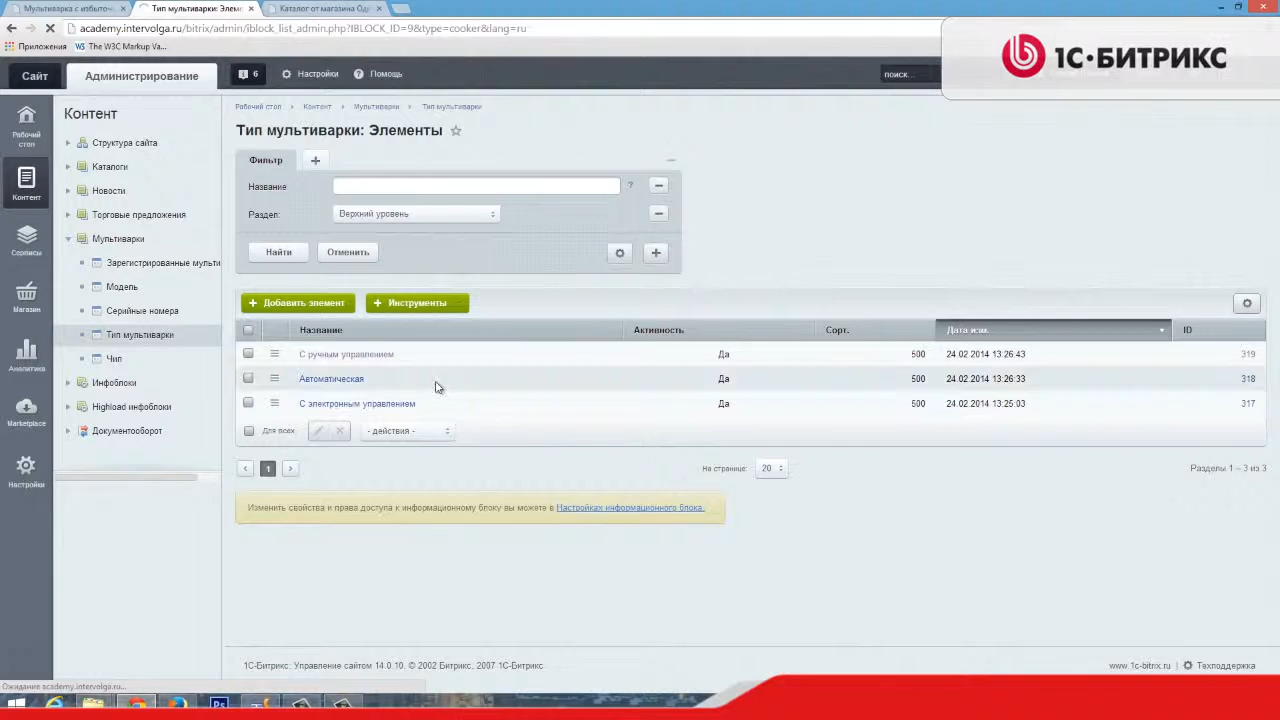 Мультиварка с избыточн
Тип мультиварки: Элеме
Каталог от магазина Од
academy.intervolga.ru/bitrix/admin/iblock_list_admin.php?IBLOCK_ID=9&type=cooker&lang=ru
Приложения
The W3C Markup Va...
1С·БИТРИКС
Сайт
Администрирование
6
Настройки
Помощь
поиск...
Рабочий стол
Контент
Сервисы
Магазин
Аналитика
Marketplace
Настройки
Контент
Структура сайта
Каталоги
Новости
Торговые предложения
Мультиварки
Зарегистрированные мульти
Модель
Серийные номера
Тип мультиварки
Чип
Инфоблоки
Highload инфоблоки
Документооборот
Рабочий стол Контент Мультиварки Тип мультиварки
Тип мультиварки: Элементы
Фильтр
Название
?
Раздел:
Верхний уровень
Найти
Отменить
Добавить элемент
Инструменты
Название Активность Сорт. Дата изм. ID
С ручным управлением Да 500 24.02.2014 13:26:43 319
Автоматическая Да 500 24.02.2014 13:26:33 318
С электронным управлением Да 500 24.02.2014 13:25:03 317
Для всех
- действия -
1
На странице: 20
Разделы 1 – 3 из 3
Изменить свойства и права доступа к информационному блоку вы можете в Настройках информационного блока.
1С-Битрикс: Управление сайтом 14.0.10. © 2002 Битрикс, 2007 1С-Битрикс
www.1c-bitrix.ru
Техподдержка
Ожидание academy.intervolga.ru...